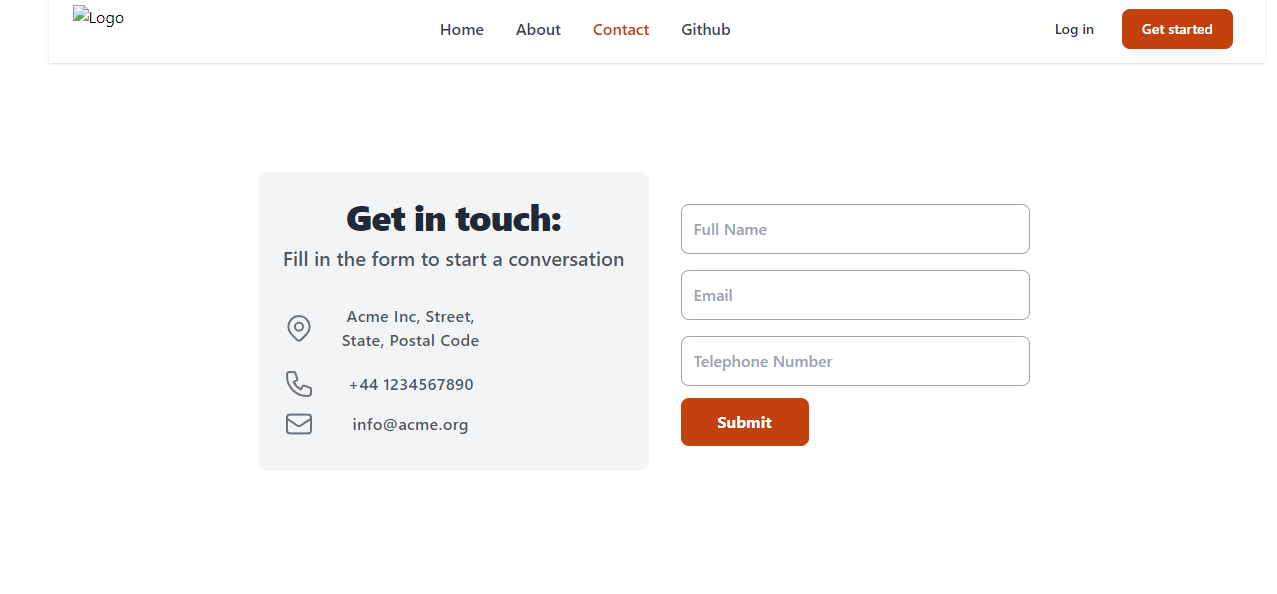 Logo
Home About Contact Github
Log in Get started
Get in touch:
Fill in the form to start a conversation
Acme Inc, Street,
State, Postal Code
+44 1234567890
info@acme.org
Full Name
Email
Telephone Number
Submit